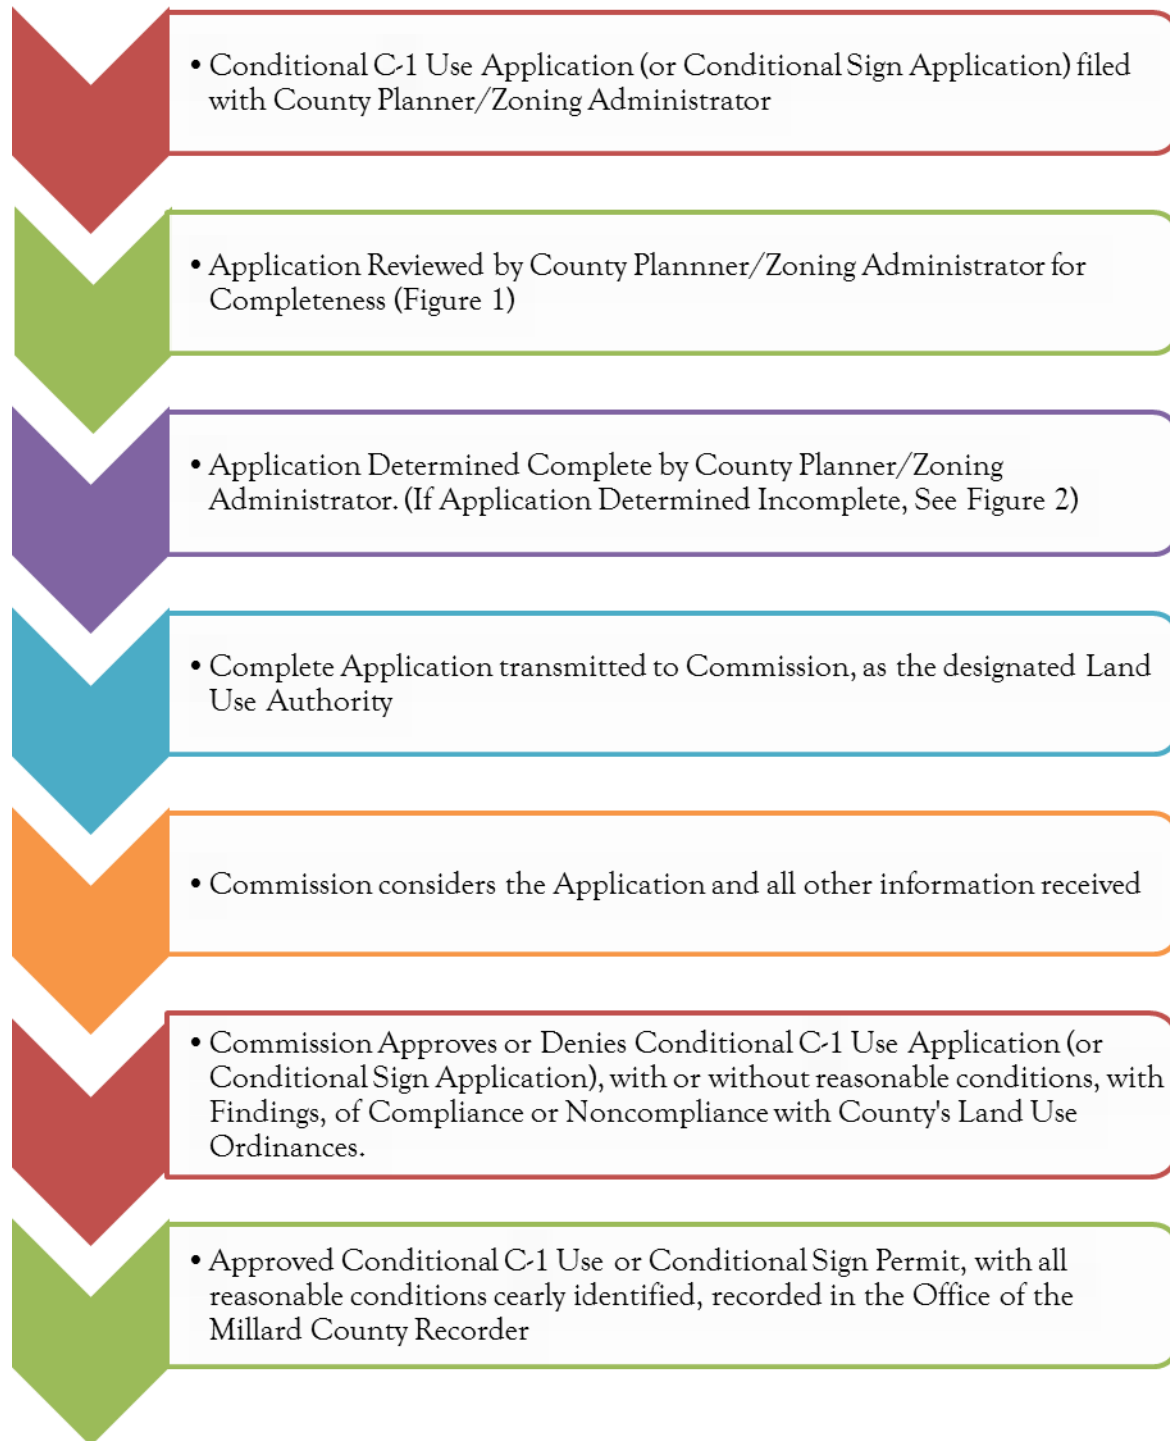 • Conditional C-1 Use Application (or Conditional Sign Application) filed
with County Planner/Zoning Administrator
• Application Reviewed by County Plannner/Zoning Administrator for
Completeness (Figure 1)
• Application Determined Complete by County Planner/Zoning
Administrator. (If Application Determined Incomplete, See Figure 2)
• Complete Application transmitted to Commission, as the designated Land
Use Authority
• Commission considers the Application and all other information received
• Commission Approves or Denies Conditional C-1 Use Application (or
Conditional Sign Application), with or without reasonable conditions, with
Findings, of Compliance or Noncompliance with County's Land Use
Ordinances.
• Approved Conditional C-1 Use or Conditional Sign Permit, with all
reasonable conditions cearly identified, recorded in the Office of the
Millard County Recorder